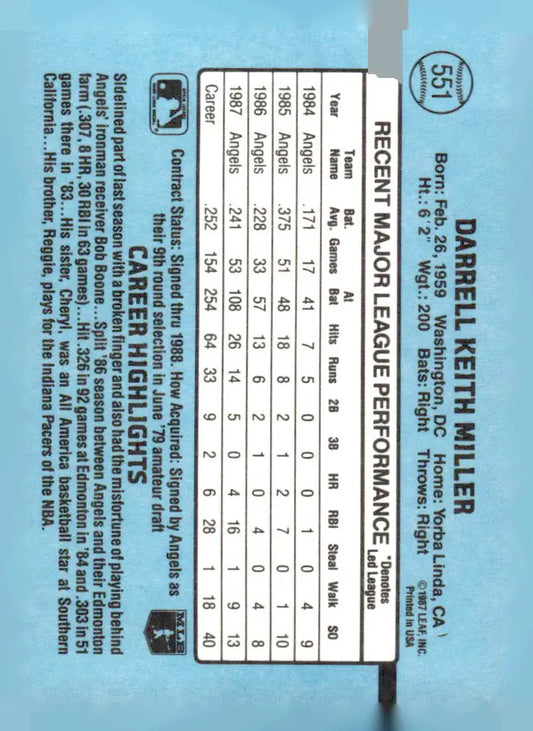 551
DARRELL KEITH MILLER
Born: Feb. 26, 1959 Washington, DC Home: Yorba Linda, CA
Ht.: 6' 2" Wgt.: 200 Bats: Right Throws: Right
©1987 LEAF, INC.
Printed in USA
RECENT MAJOR LEAGUE PERFORMANCE *Denotes Led League
Year Team Name Bat. Avg. Games At Bat Hits Runs 2B 3B HR RBI Steal Walk SO
1984 Angels .171 17 41 7 5 0 0 0 1 0 4 9
1985 Angels .375 51 48 18 8 2 1 2 7 0 1 10
1986 Angels .228 33 57 13 6 2 1 0 4 0 4 8
1987 Angels .241 53 108 26 14 5 0 4 16 1 9 13
Career .252 154 254 64 33 9 2 6 28 1 18 40
Contract Status: Signed thru 1988. How Acquired: Signed by Angels as
their 9th round selection in June '79 amateur draft
MLB
CAREER HIGHLIGHTS
Sidelined part of last season with a broken finger and also had the misfortune of playing behind
Angels' ironman receiver Bob Boone...Split '86 season between Angels and their Edmonton
farm (.307, 8 HR, 30 RBI in 63 games)...Hit .326 in 92 games at Edmonton in '84 and .303 in 51
games there in '83...His sister, Cheryl, was an All America basketball star at Southern
California...His brother, Reggie, plays for the Indiana Pacers of the NBA.